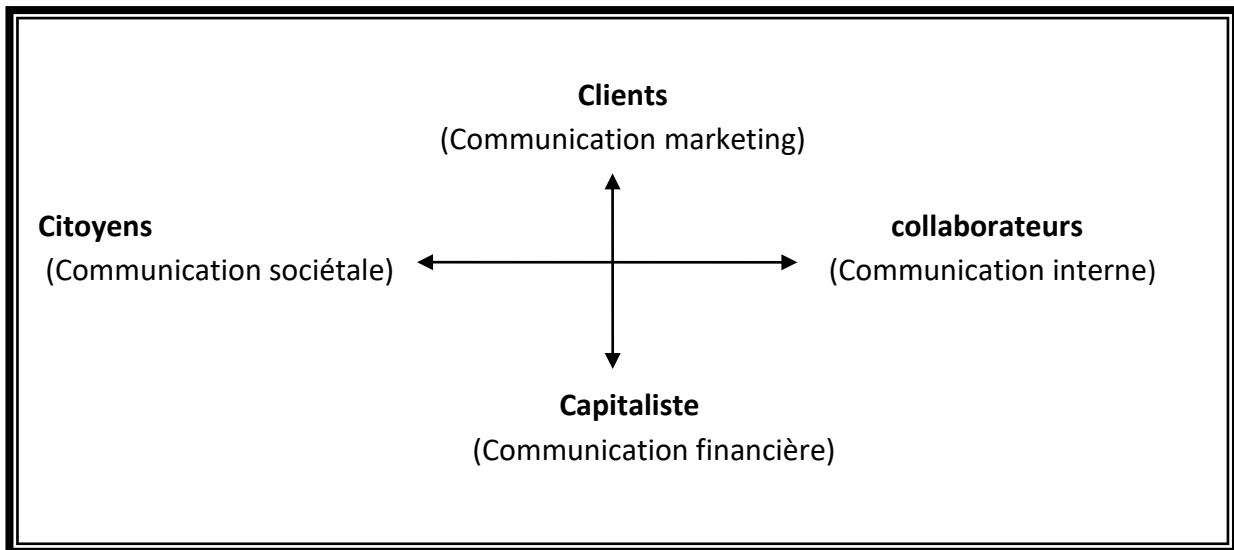 Clients
(Communication marketing)
Citoyens
(Communication sociétale)
collaborateurs
(Communication interne)
Capitaliste
(Communication financière)